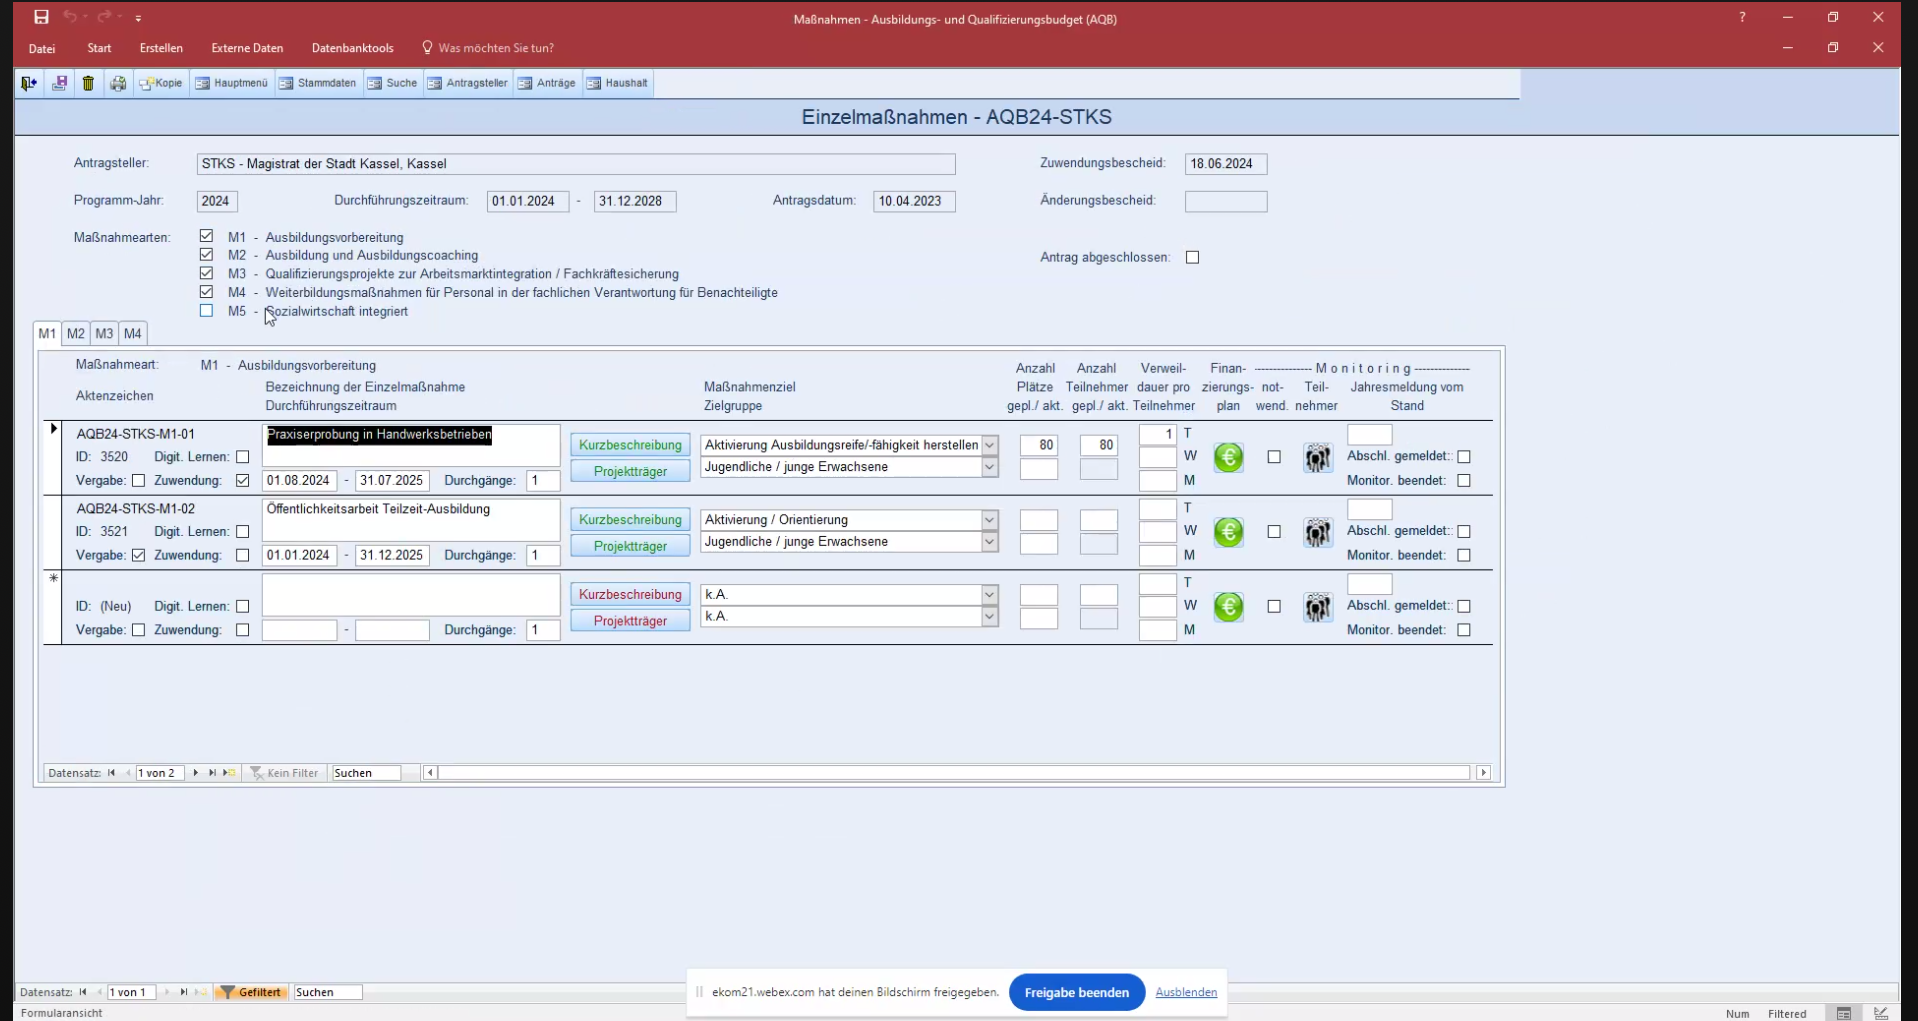 Maßnahmen - Ausbildungs- und Qualifizierungsbudget (AQB)
?
Datei Start Erstellen Externe Daten Datenbanktools Was möchten Sie tun?
Kopie Hauptmenü Stammdaten Suche Antragsteller Anträge Haushalt
Einzelmaßnahmen - AQB24-STKS
Antragsteller: STKS - Magistrat der Stadt Kassel, Kassel Zuwendungsbescheid: 18.06.2024
Programm-Jahr: 2024 Durchführungszeitraum: 01.01.2024 - 31.12.2028 Antragsdatum: 10.04.2023 Änderungsbescheid:
Maßnahmearten: M1 - Ausbildungsvorbereitung
M2 - Ausbildung und Ausbildungscoaching
Antrag abgeschlossen:
M3 - Qualifizierungsprojekte zur Arbeitsmarktintegration / Fachkräftesicherung
M4 - Weiterbildungsmaßnahmen für Personal in der fachlichen Verantwortung für Benachteiligte
M5 - Sozialwirtschaft integriert
M1 M2 M3 M4
Maßnahmeart: M1 - Ausbildungsvorbereitung Anzahl Anzahl Verweil- Finan- -------------- M o n i t o r i n g -------------
Aktenzeichen Bezeichnung der Einzelmaßnahme Maßnahmenziel Plätze Teilnehmer dauer pro zierungs- not- Teil- Jahresmeldung vom
Durchführungszeitraum Zielgruppe gepl./ akt. gepl./ akt. Teilnehmer plan wend. nehmer Stand
AQB24-STKS-M1-01 Praxiserprobung in Handwerksbetrieben Kurzbeschreibung Aktivierung Ausbildungsreife/-fähigkeit herstellen 80 80 1 T
ID: 3520 Digit. Lernen: Projektträger Jugendliche / junge Erwachsene W € Abschl. gemeldet::
Vergabe: Zuwendung: 01.08.2024 - 31.07.2025 Durchgänge: 1 M Monitor. beendet:
AQB24-STKS-M1-02 Öffentlichkeitsarbeit Teilzeit-Ausbildung Kurzbeschreibung Aktivierung / Orientierung T
ID: 3521 Digit. Lernen: Projektträger Jugendliche / junge Erwachsene W € Abschl. gemeldet::
Vergabe: Zuwendung: 01.01.2024 - 31.12.2025 Durchgänge: 1 M Monitor. beendet:
* Kurzbeschreibung k.A. T
ID: (Neu) Digit. Lernen: Projektträger k.A. W € Abschl. gemeldet::
Vergabe: Zuwendung: - Durchgänge: 1 M Monitor. beendet:
Datensatz: 1 von 2 Kein Filter Suchen
Datensatz: 1 von 1 Gefiltert Suchen
ekom21.webex.com hat deinen Bildschirm freigegeben. Freigabe beenden Ausblenden
Formularansicht Num Filtered